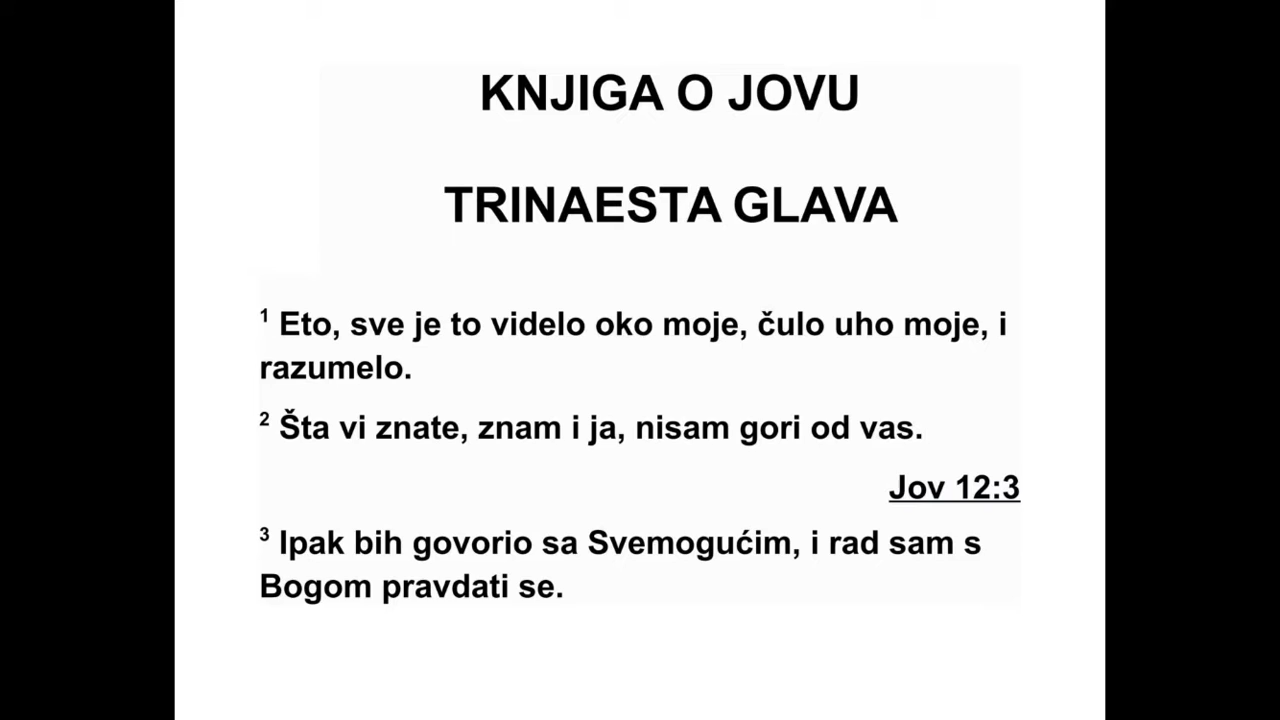 KNJIGA O JOVU
TRINAESTA GLAVA
1 Eto, sve je to videlo oko moje, čulo uho moje, i
razumelo.
2 Šta vi znate, znam i ja, nisam gori od vas.
Jov 12:3
3 Ipak bih govorio sa Svemogućim, i rad sam s
Bogom pravdati se.